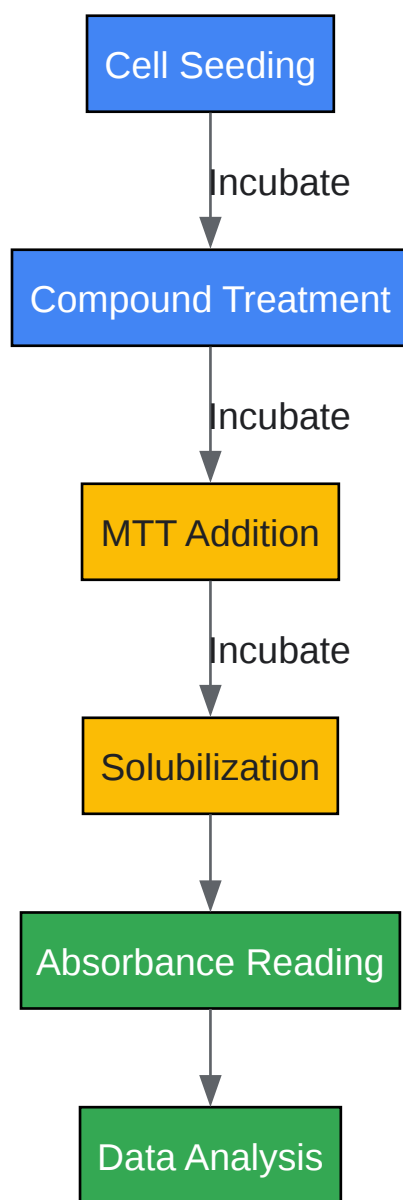 Cell Seeding
Incubate
Compound Treatment
Incubate
MTT Addition
Incubate
Solubilization
Absorbance Reading
Data Analysis